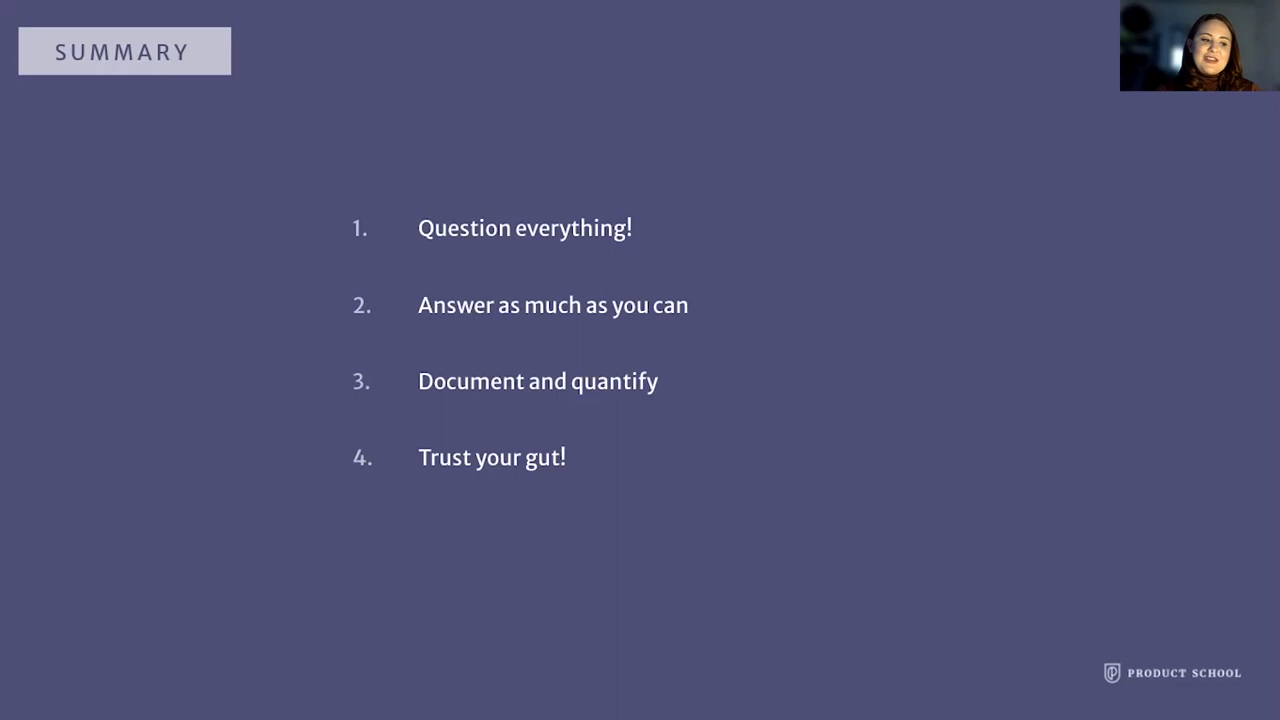 SUMMARY
1. Question everything!
2. Answer as much as you can
3. Document and quantify
4. Trust your gut!
PRODUCT SCHOOL